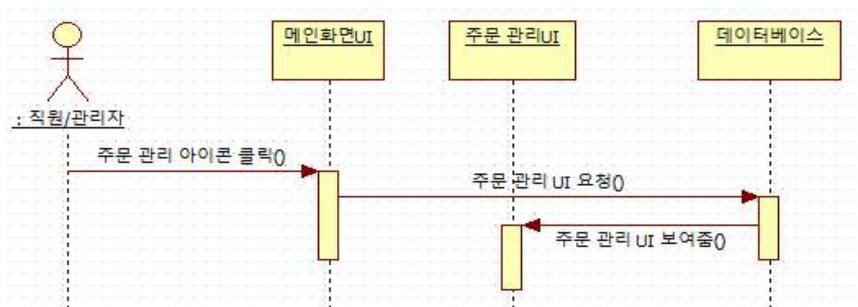 메인화면UI
주문 관리UI
데이터베이스
: 직원/관리자
주문 관리 아이콘 클릭()
주문 관리 UI 요청()
주문 관리 UI 보여줌()